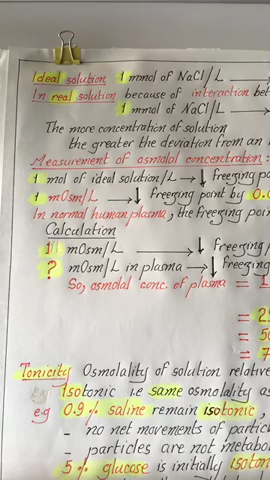 Ideal solution 1 mmol of NaCl/L
In real solution because of interaction bet
1 mmol of NaCl/L
The more concentration of solution
the greater the deviation from an
Measurement of osmolal concentration:
1 mol of ideal solution/L → ↓ freezing po
1 mOsm/L → ↓ freezing point by 0.0
In normal human plasma, the freezing poin
Calculation
1 mOsm/L → ↓ Freezing
? mOsm/L in plasma → ↓ freezing
So, osmolal conc. of plasma = 1
= 2
= 5
= 7
Tonicity Osmolality of solution relative
Isotonic i.e same osmolality as
e.g 0.9% saline remain isotonic,
- no net movements of partic
- particles are not metabo
5% glucose is initially isoton